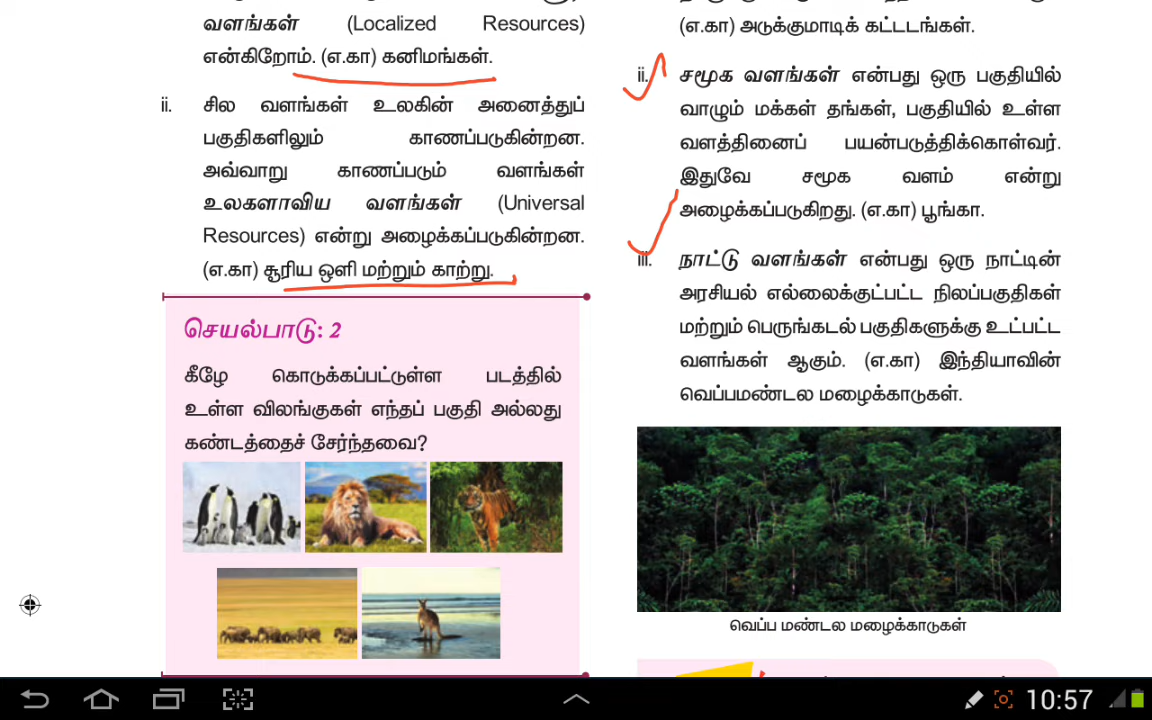 வளங்கள் (Localized Resources)
என்கிறோம். (எ.கா) கனிமங்கள்.
ii. சில வளங்கள் உலகின் அனைத்துப்
பகுதிகளிலும் காணப்படுகின்றன.
அவ்வாறு காணப்படும் வளங்கள்
உலகளாவிய வளங்கள் (Universal
Resources) என்று அழைக்கப்படுகின்றன.
(எ.கா) சூரிய ஒளி மற்றும் காற்று.
செயல்பாடு: 2
கீழே கொடுக்கப்பட்டுள்ள படத்தில்
உள்ள விலங்குகள் எந்தப் பகுதி அல்லது
கண்டத்தைச் சேர்ந்தவை?
(எ.கா) அடுக்குமாடிக் கட்டடங்கள்.
ii. சமூக வளங்கள் என்பது ஒரு பகுதியில்
வாழும் மக்கள் தங்கள், பகுதியில் உள்ள
வளத்தினைப் பயன்படுத்திக்கொள்வர்.
இதுவே சமூக வளம் என்று
அழைக்கப்படுகிறது. (எ.கா) பூங்கா.
iii. நாட்டு வளங்கள் என்பது ஒரு நாட்டின்
அரசியல் எல்லைக்குட்பட்ட நிலப்பகுதிகள்
மற்றும் பெருங்கடல் பகுதிகளுக்கு உட்பட்ட
வளங்கள் ஆகும். (எ.கா) இந்தியாவின்
வெப்பமண்டல மழைக்காடுகள்.
வெப்ப மண்டல மழைக்காடுகள்
10:57